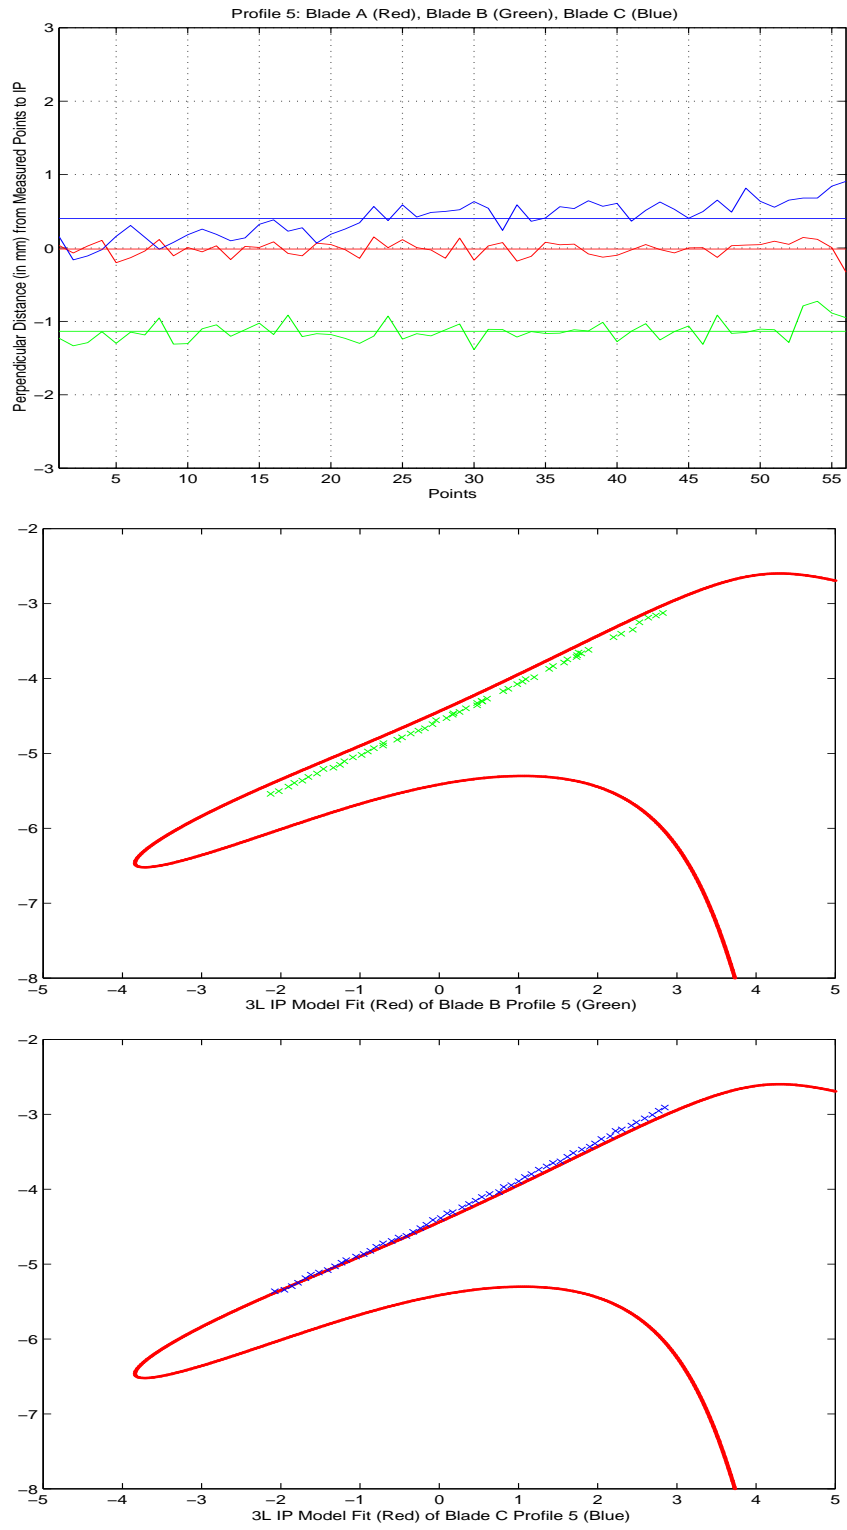 Profile 5: Blade A (Red), Blade B (Green), Blade C (Blue)
Perpendicular Distance (in mm) from Measured Points to IP
3
2
1
0
−1
−2
−3
5 10 15 20 25 30 35 40 45 50 55
Points
−2
−3
−4
−5
−6
−7
−8
−5 −4 −3 −2 −1 0 1 2 3 4 5
3L IP Model Fit (Red) of Blade B Profile 5 (Green)
−2
−3
−4
−5
−6
−7
−8
−5 −4 −3 −2 −1 0 1 2 3 4 5
3L IP Model Fit (Red) of Blade C Profile 5 (Blue)